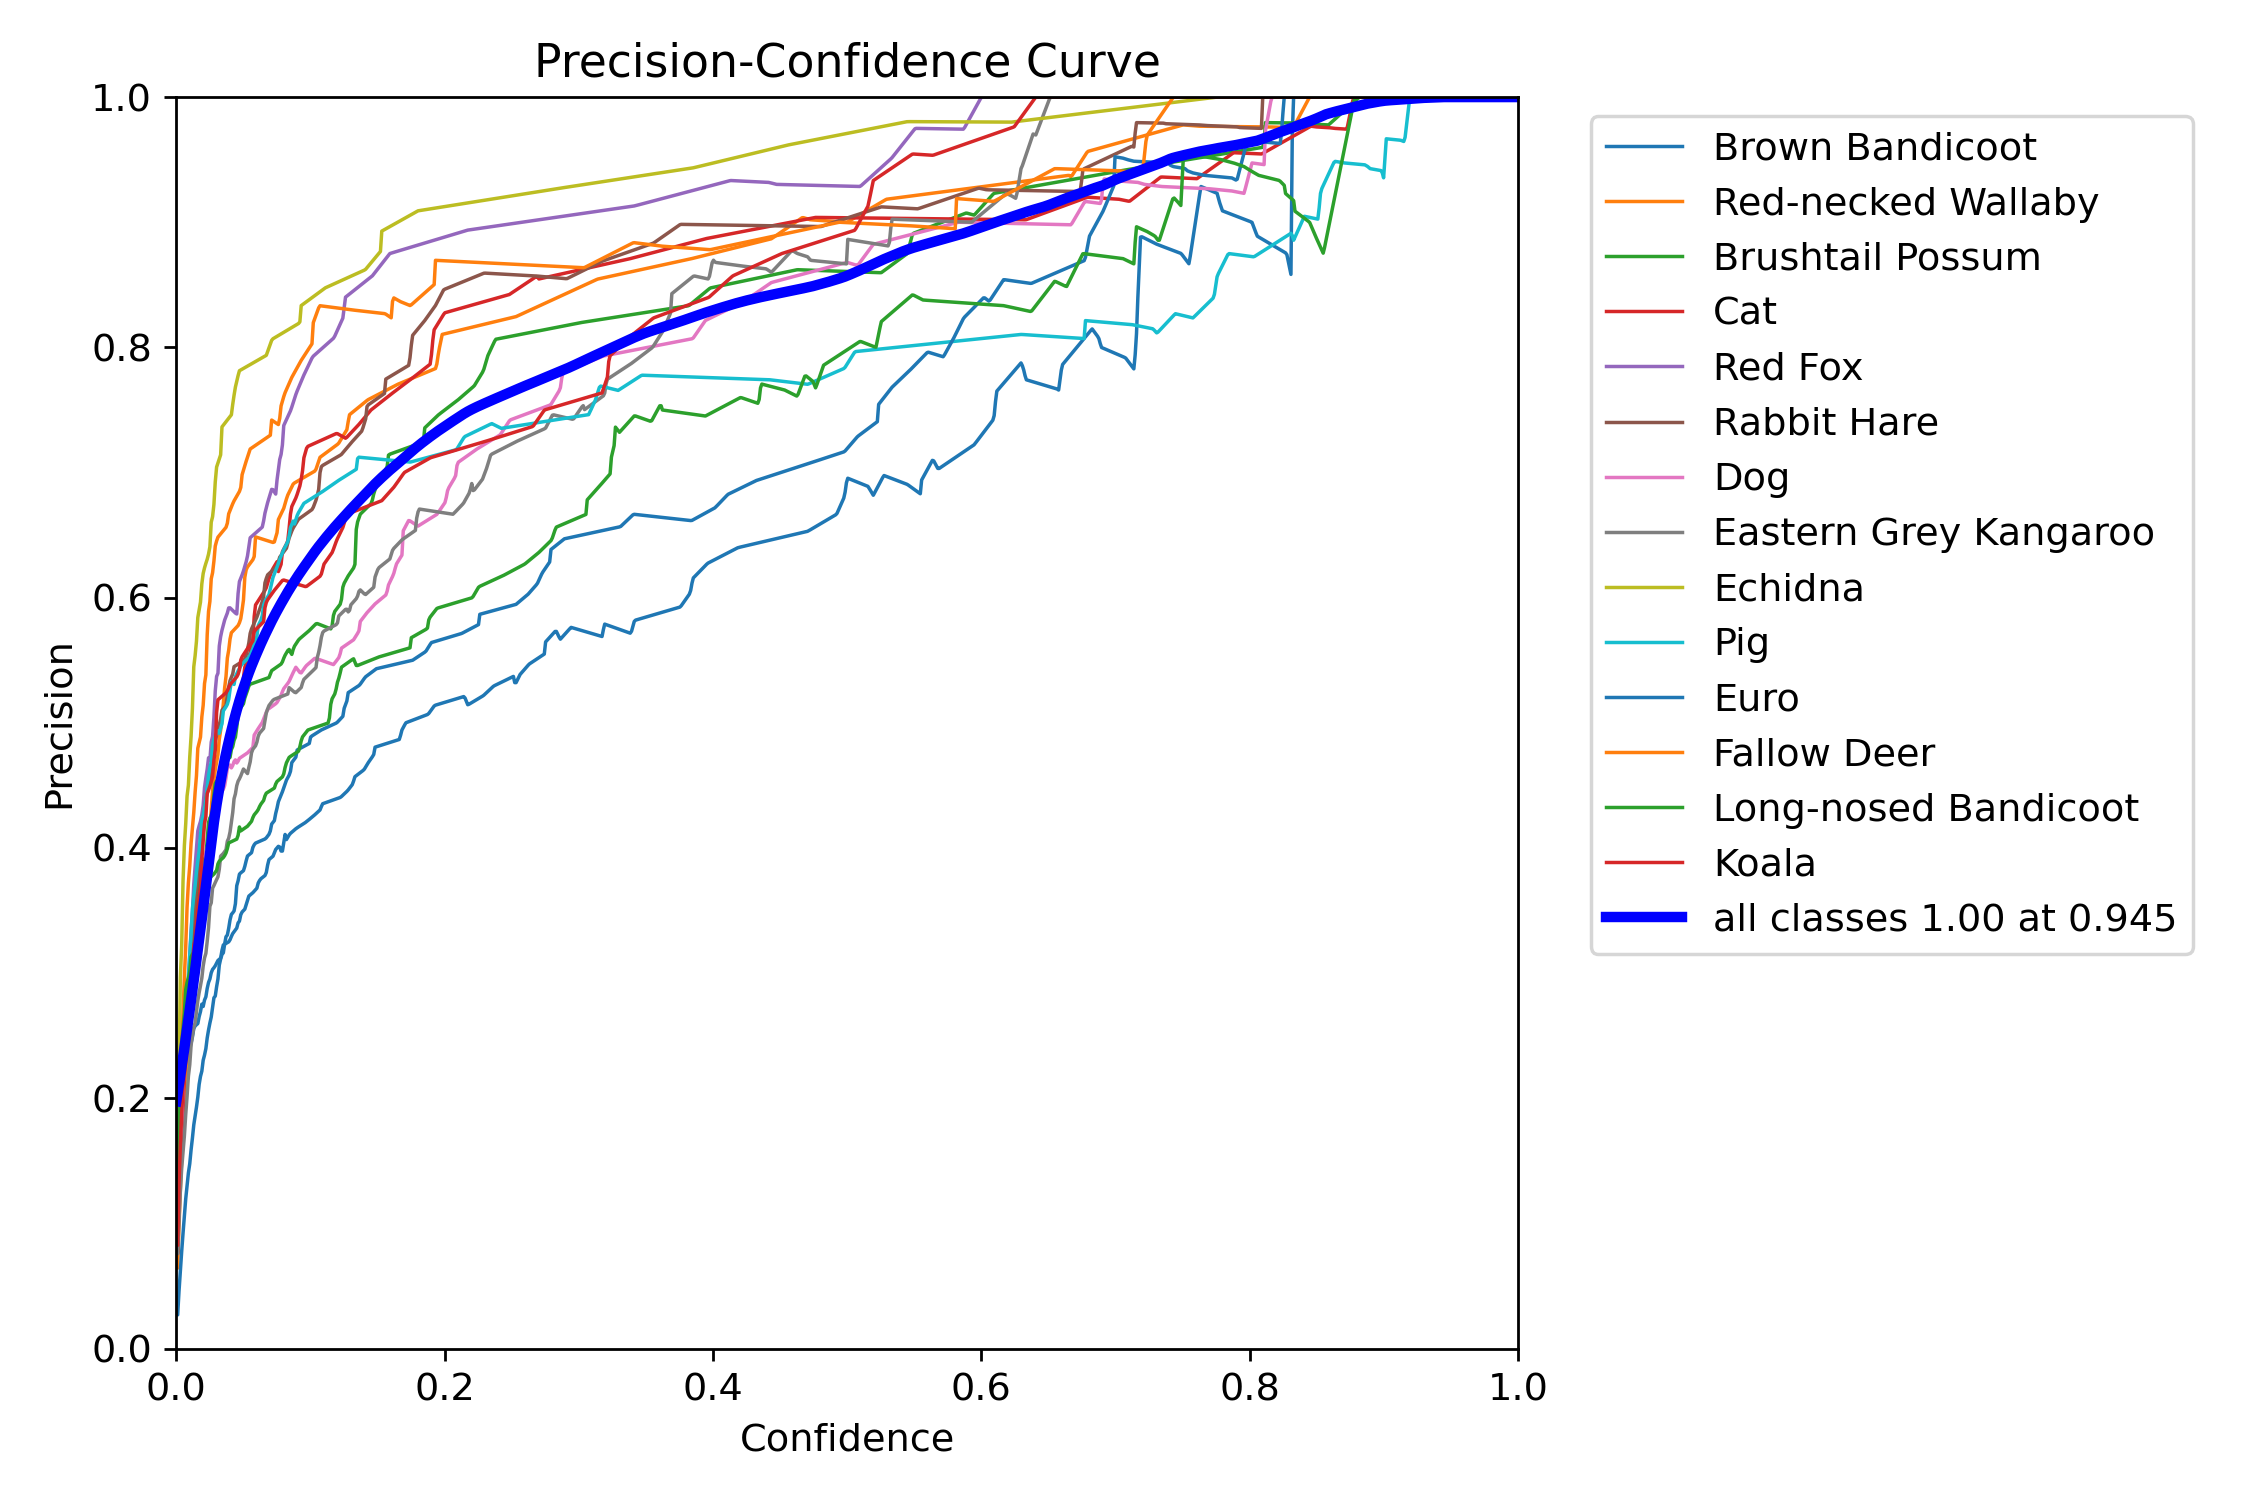 Precision-Confidence Curve
1.0
0.8
0.6
0.4
0.2
0.0
Precision
0.0 0.2 0.4 0.6 0.8 1.0
Confidence
Brown Bandicoot
Red-necked Wallaby
Brushtail Possum
Cat
Red Fox
Rabbit Hare
Dog
Eastern Grey Kangaroo
Echidna
Pig
Euro
Fallow Deer
Long-nosed Bandicoot
Koala
all classes 1.00 at 0.945